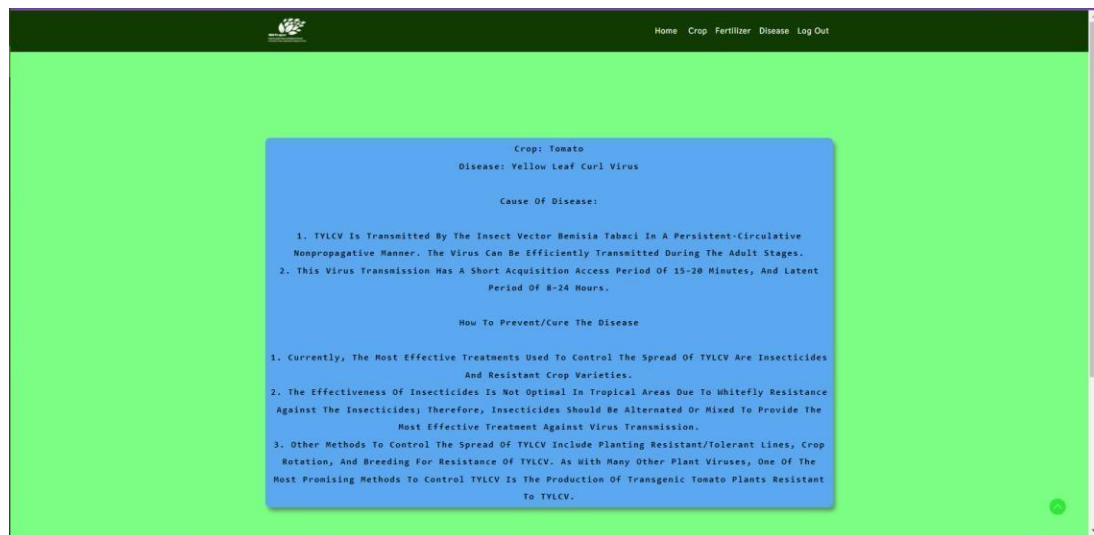 Home Crop Fertilizer Disease Log Out
Crop: Tomato
Disease: Yellow Leaf Curl Virus
Cause Of Disease:
1. TYLCV Is Transmitted By The Insect Vector Bemisia Tabaci In A Persistent-Circulative
Nonpropagative Manner. The Virus Can Be Efficiently Transmitted During The Adult Stages.
2. This Virus Transmission Has A Short Acquisition Access Period Of 15-20 Minutes, And Latent
Period Of 8-24 Hours.
How To Prevent/Cure The Disease
1. Currently, The Most Effective Treatments Used To Control The Spread Of TYLCV Are Insecticides
And Resistant Crop Varieties.
2. The Effectiveness Of Insecticides Is Not Optimal In Tropical Areas Due To Whitefly Resistance
Against The Insecticides; Therefore, Insecticides Should Be Alternated Or Mixed To Provide The
Most Effective Treatment Against Virus Transmission.
3. Other Methods To Control The Spread Of TYLCV Include Planting Resistant/Tolerant Lines, Crop
Rotation, And Breeding For Resistance Of TYLCV. As With Many Other Plant Viruses, One Of The
Most Promising Methods To Control TYLCV Is The Production Of Transgenic Tomato Plants Resistant
To TYLCV.